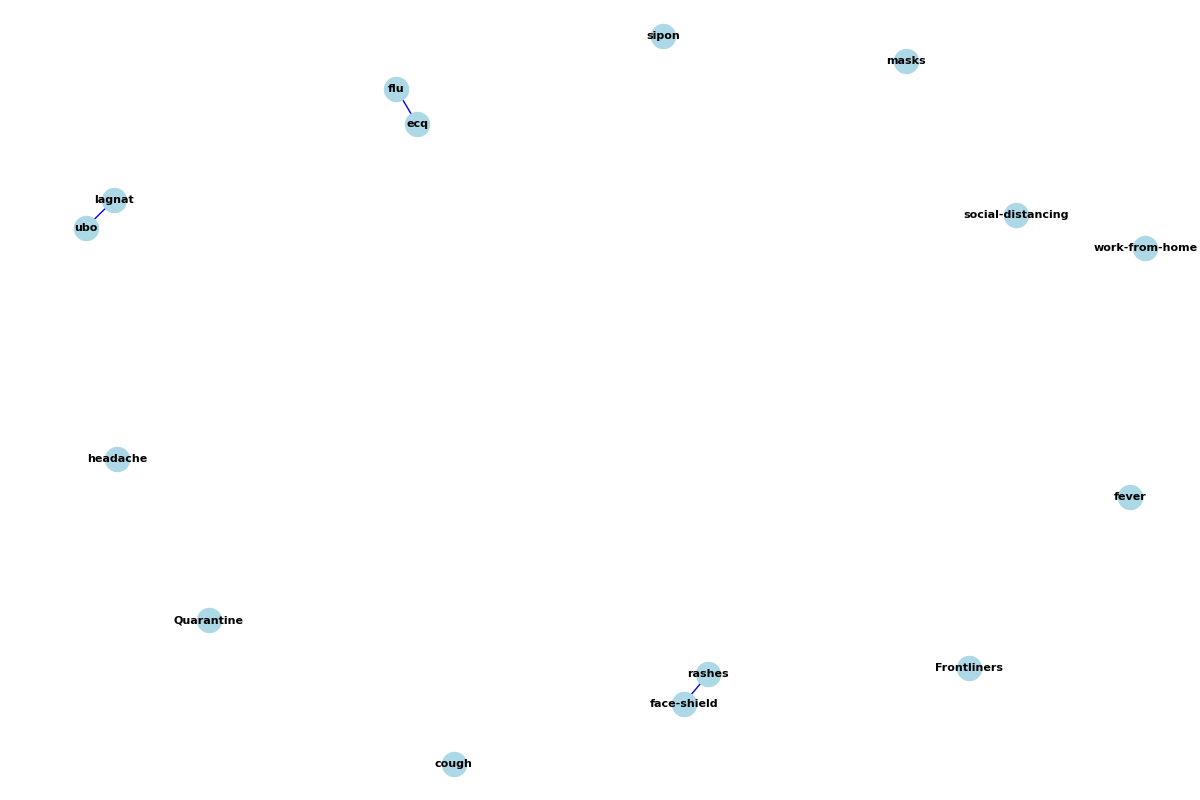 sipon
masks
flu
ecq
lagnat
ubo
social-distancing
work-from-home
headache
fever
Quarantine
Frontliners
rashes
face-shield
cough